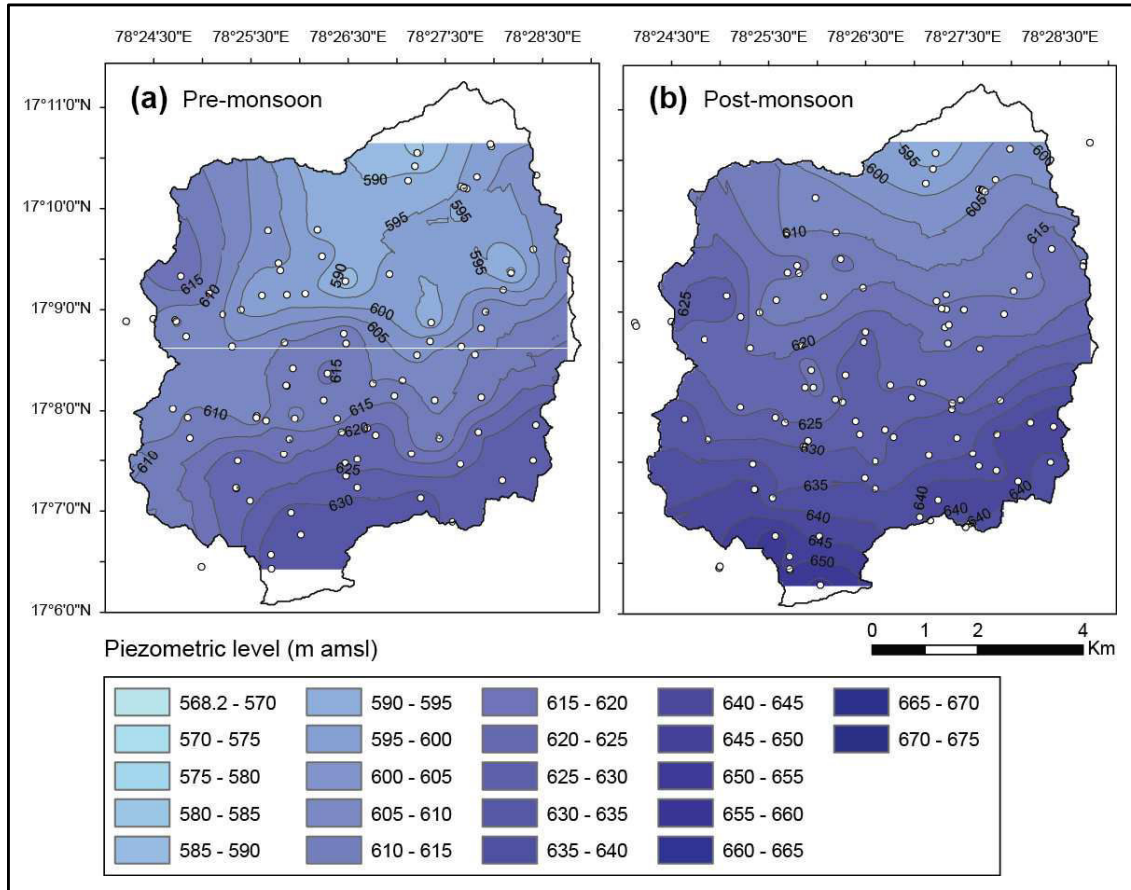 78°24'30"E 78°25'30"E 78°26'30"E 78°27'30"E 78°28'30"E
78°24'30"E 78°25'30"E 78°26'30"E 78°27'30"E 78°28'30"E
17°11'0"N
17°10'0"N
17°9'0"N
17°8'0"N
17°7'0"N
17°6'0"N
(a) Pre-monsoon
590
595
595
595
590
615
610
600
605
615
610
615
620
610
625
630
(b) Post-monsoon
595
600
600
605
610
615
625
620
625
630
635
640
640
640
640
640
645
650
0 1 2 4
Km
Piezometric level (m amsl)
568.2 - 570
570 - 575
575 - 580
580 - 585
585 - 590
590 - 595
595 - 600
600 - 605
605 - 610
610 - 615
615 - 620
620 - 625
625 - 630
630 - 635
635 - 640
640 - 645
645 - 650
650 - 655
655 - 660
660 - 665
665 - 670
670 - 675